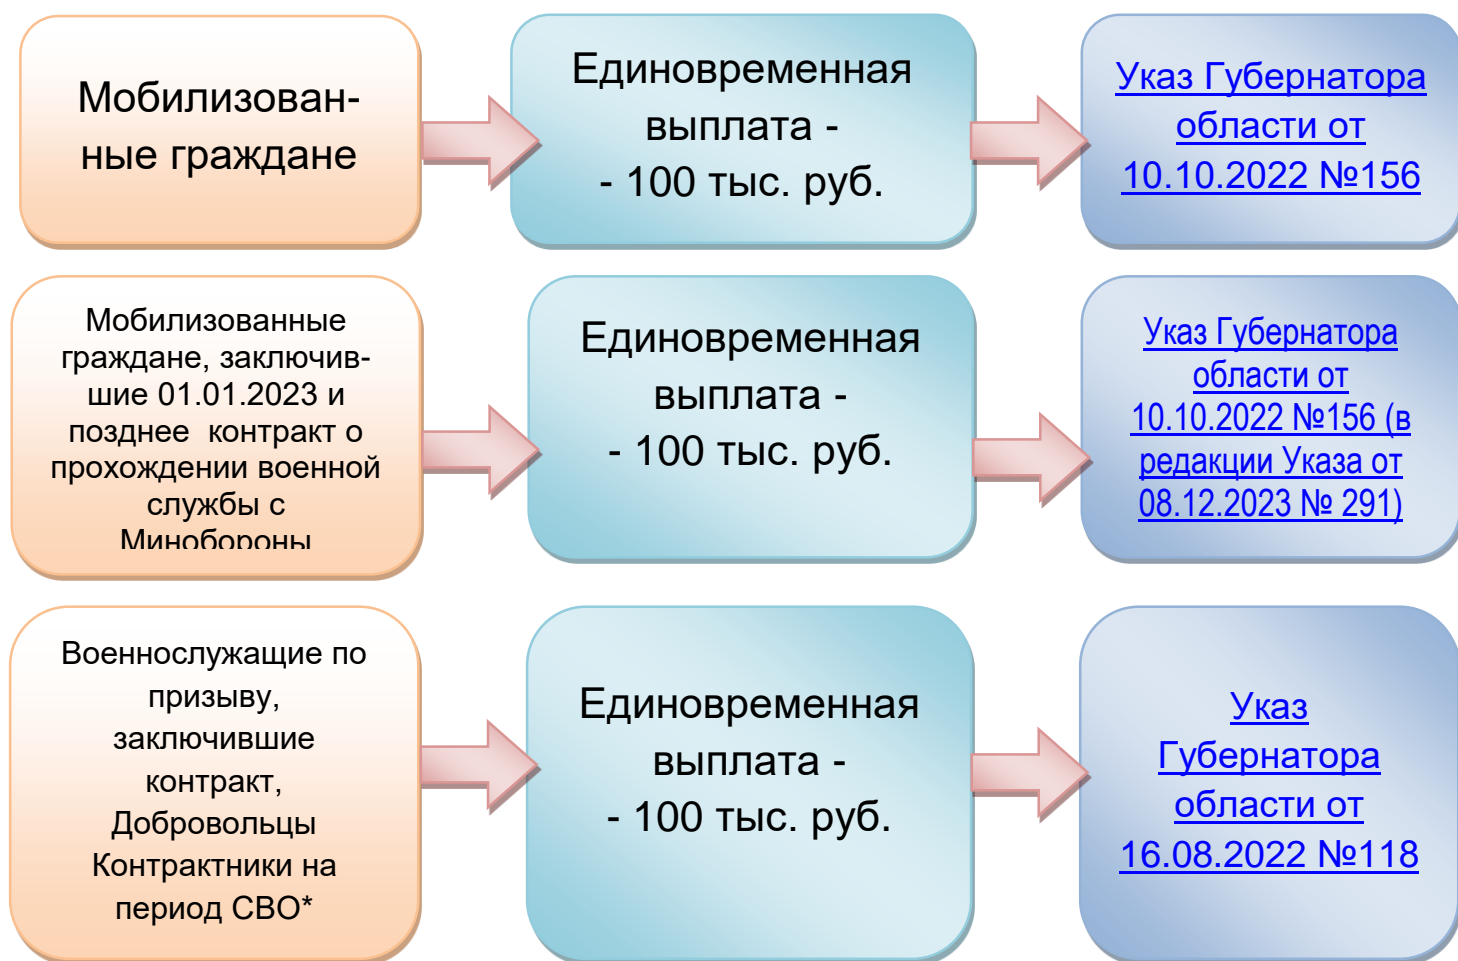 Мобилизован-
ные граждане
Единовременная
выплата -
- 100 тыс. руб.
Указ Губернатора
области от
10.10.2022 №156
Мобилизованные
граждане, заключив-
шие 01.01.2023 и
позднее контракт о
прохождении военной
службы с
Минобороны
Единовременная
выплата -
- 100 тыс. руб.
Указ Губернатора
области от
10.10.2022 №156 (в
редакции Указа от
08.12.2023 № 291)
Военнослужащие по
призыву,
заключившие
контракт,
Добровольцы
Контрактники на
период СВО*
Единовременная
выплата -
- 100 тыс. руб.
Указ
Губернатора
области от
16.08.2022 №118